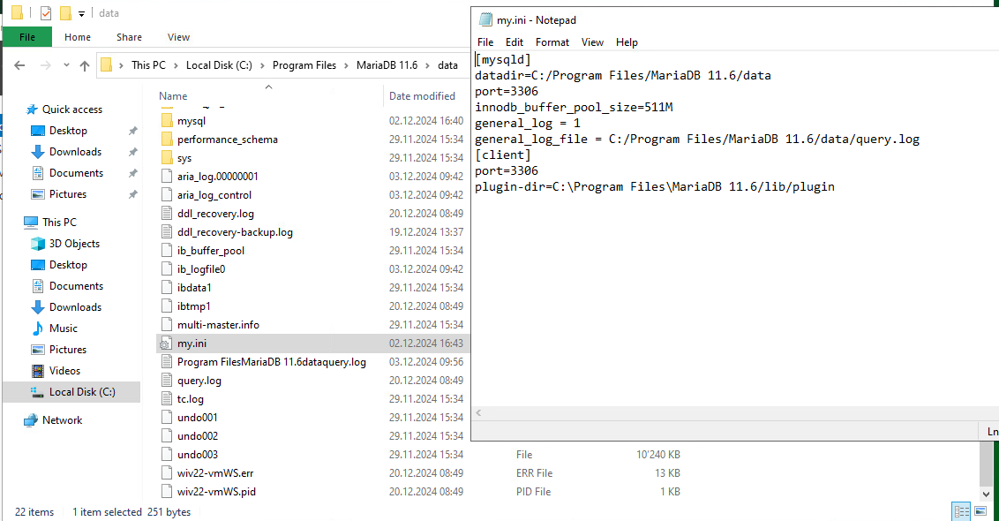 data
my.ini - Notepad
File Home Share View
File Edit Format View Help
This PC Local Disk (C:) Program Files MariaDB 11.6 data
Name Date modified
Quick access
Desktop
Downloads
Documents
Pictures
This PC
3D Objects
Desktop
Documents
Downloads
Music
Pictures
Videos
Local Disk (C:)
Network
mysql 02.12.2024 16:40
performance_schema 29.11.2024 15:34
sys 29.11.2024 15:34
aria_log.00000001 03.12.2024 09:42
aria_log_control 03.12.2024 09:42
ddl_recovery.log 20.12.2024 08:49
ddl_recovery-backup.log 19.12.2024 13:37
ib_buffer_pool 29.11.2024 15:34
ib_logfile0 03.12.2024 09:42
ibdata1 29.11.2024 15:34
ibtmp1 20.12.2024 08:49
multi-master.info 29.11.2024 15:34
my.ini 02.12.2024 16:43
Program FilesMariaDB 11.6dataquery.log 03.12.2024 09:56
query.log 20.12.2024 08:49
tc.log 29.11.2024 15:34
undo001 29.11.2024 15:34
undo002 29.11.2024 15:34
undo003 29.11.2024 15:34 File 10'240 KB
wiv22-vmWS.err 20.12.2024 08:49 ERR File 13 KB
wiv22-vmWS.pid 20.12.2024 08:49 PID File 1 KB
[mysqld]
datadir=C:/Program Files/MariaDB 11.6/data
port=3306
innodb_buffer_pool_size=511M
general_log = 1
general_log_file = C:/Program Files/MariaDB 11.6/data/query.log
[client]
port=3306
plugin-dir=C:\Program Files\MariaDB 11.6/lib/plugin
Ln
22 items 1 item selected 251 bytes